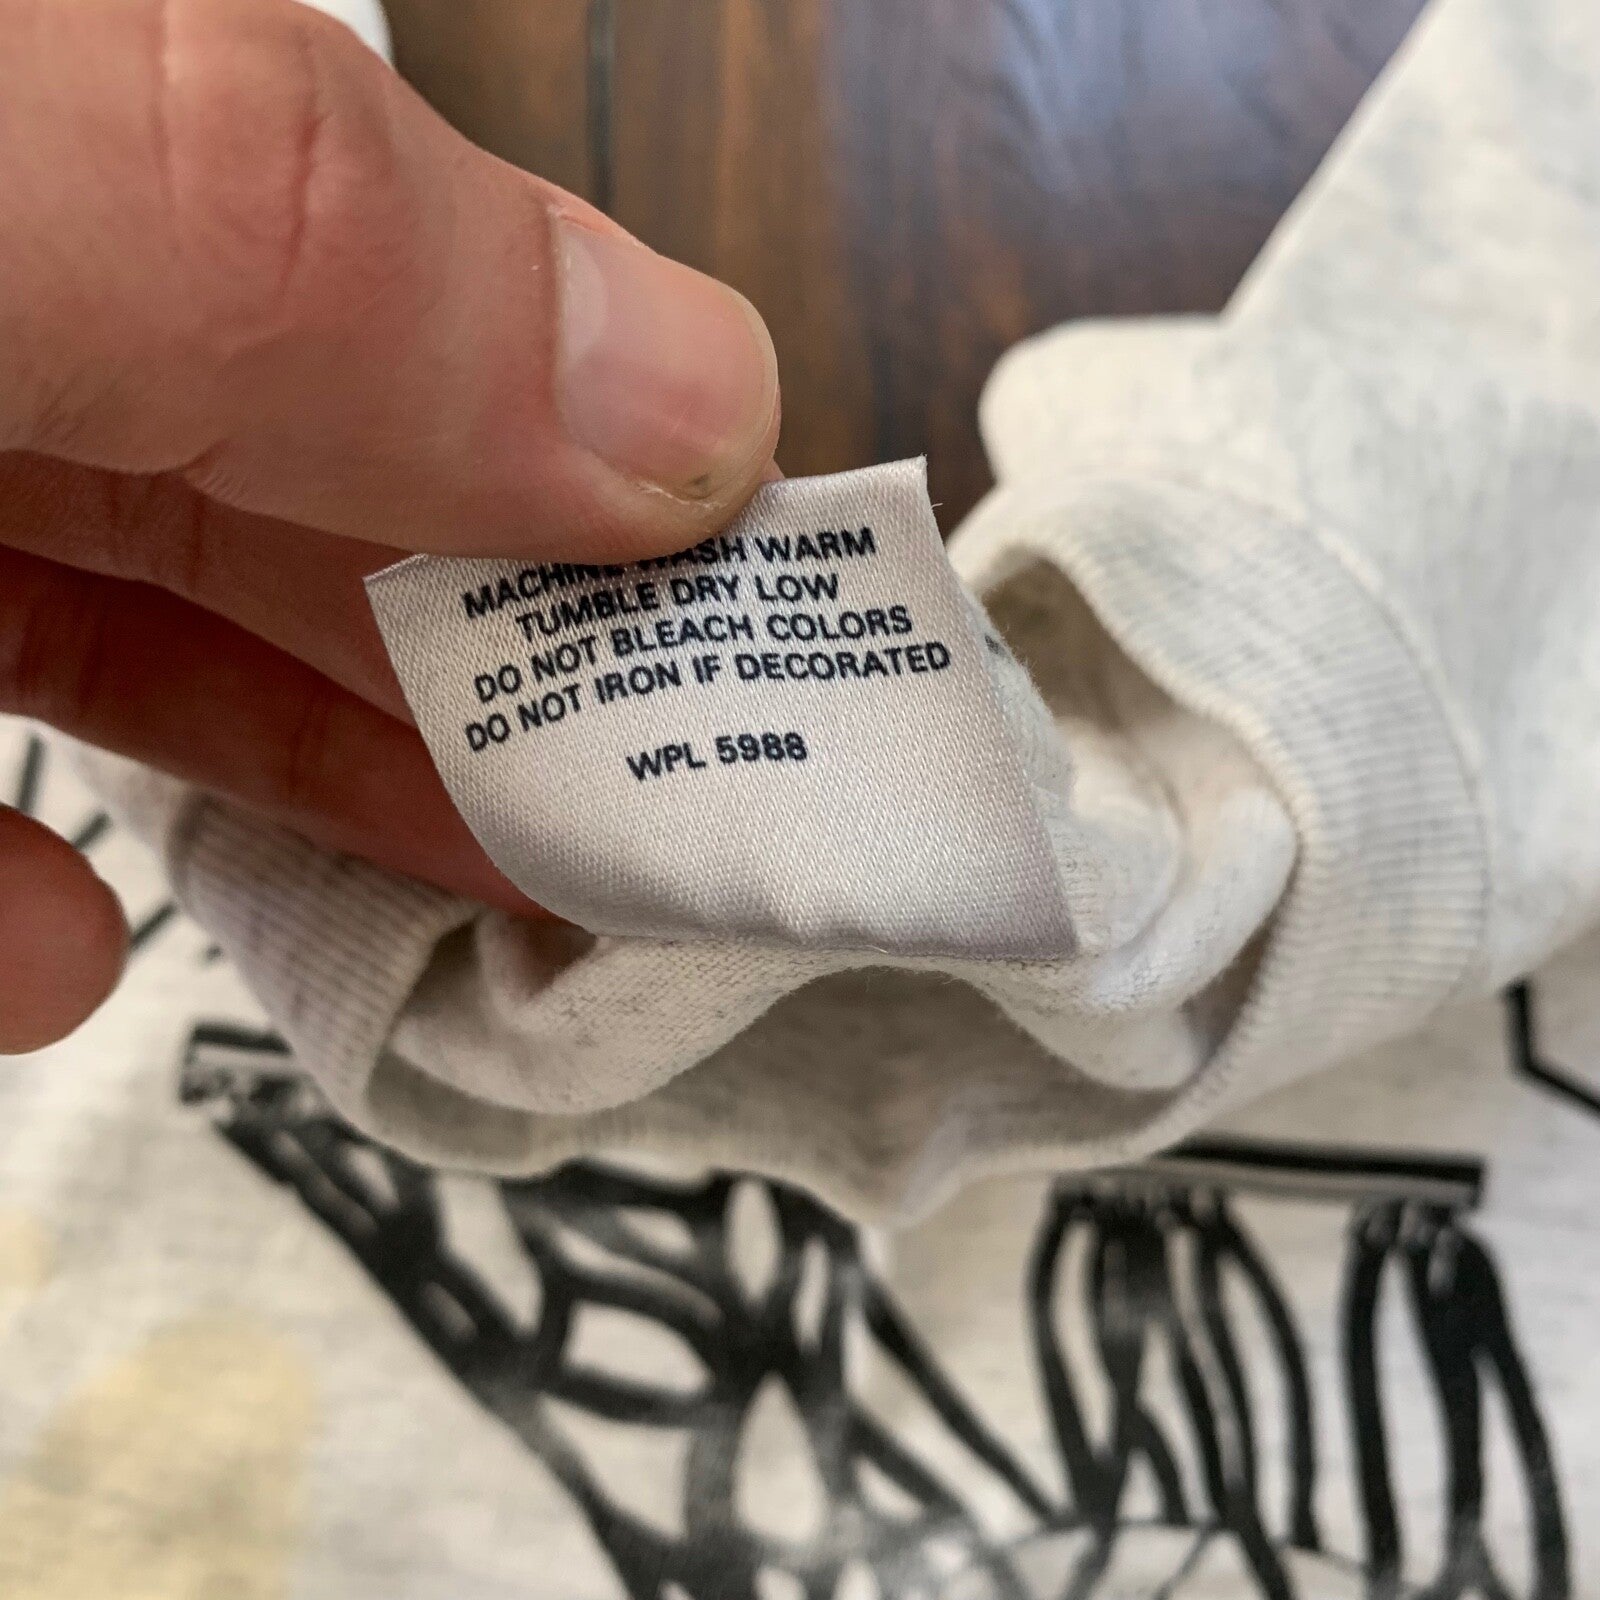 MACHINE WASH WARM
TUMBLE DRY LOW
DO NOT BLEACH COLORS
DO NOT IRON IF DECORATED
WPL 5988